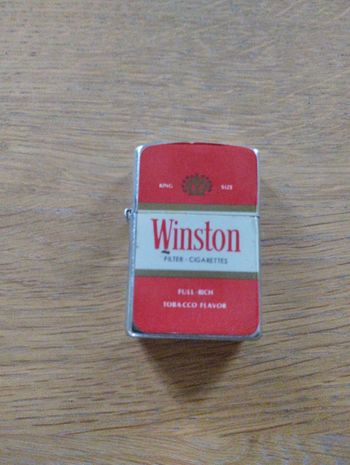 KING SIZE
Winston
FILTER - CIGARETTES
FULL-RICH
TOBACCO FLAVOR